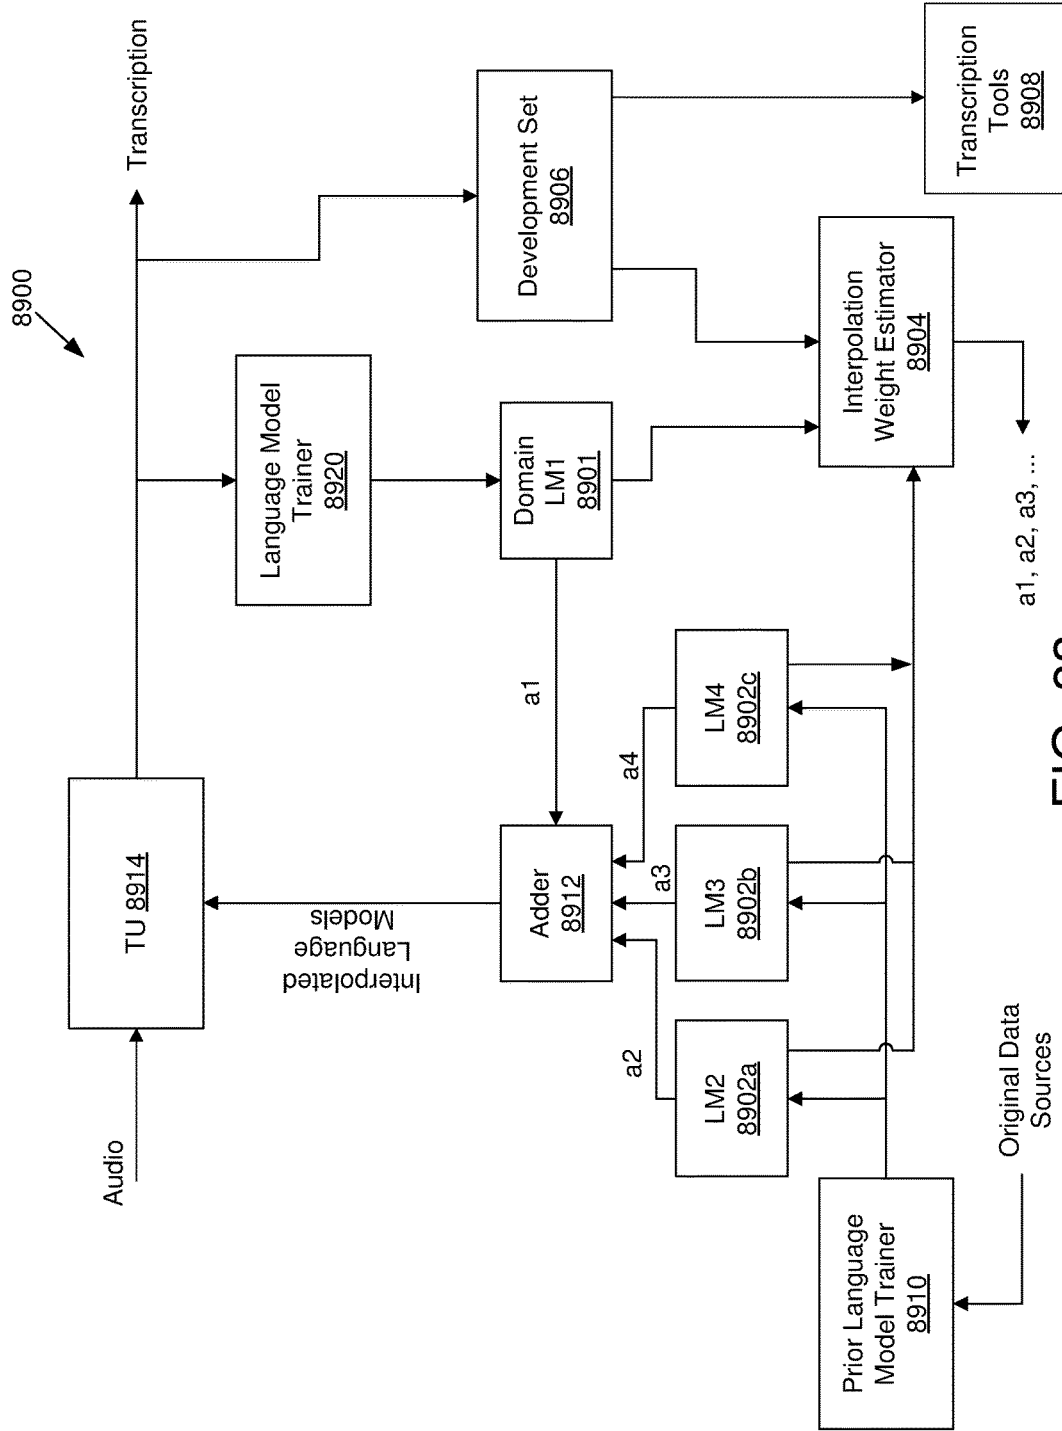 8900
Audio
TU 8914
Transcription
Interpolated
Language
Models
Language Model
Trainer
8920
Adder
8912
a1
Domain
LM1
8901
Development Set
8906
a2
a3
a4
LM2
8902a
LM3
8902b
LM4
8902c
Prior Language
Model Trainer
8910
Interpolation
Weight Estimator
8904
Transcription
Tools
8908
Original Data
Sources
a1, a2, a3, ...
FIG.